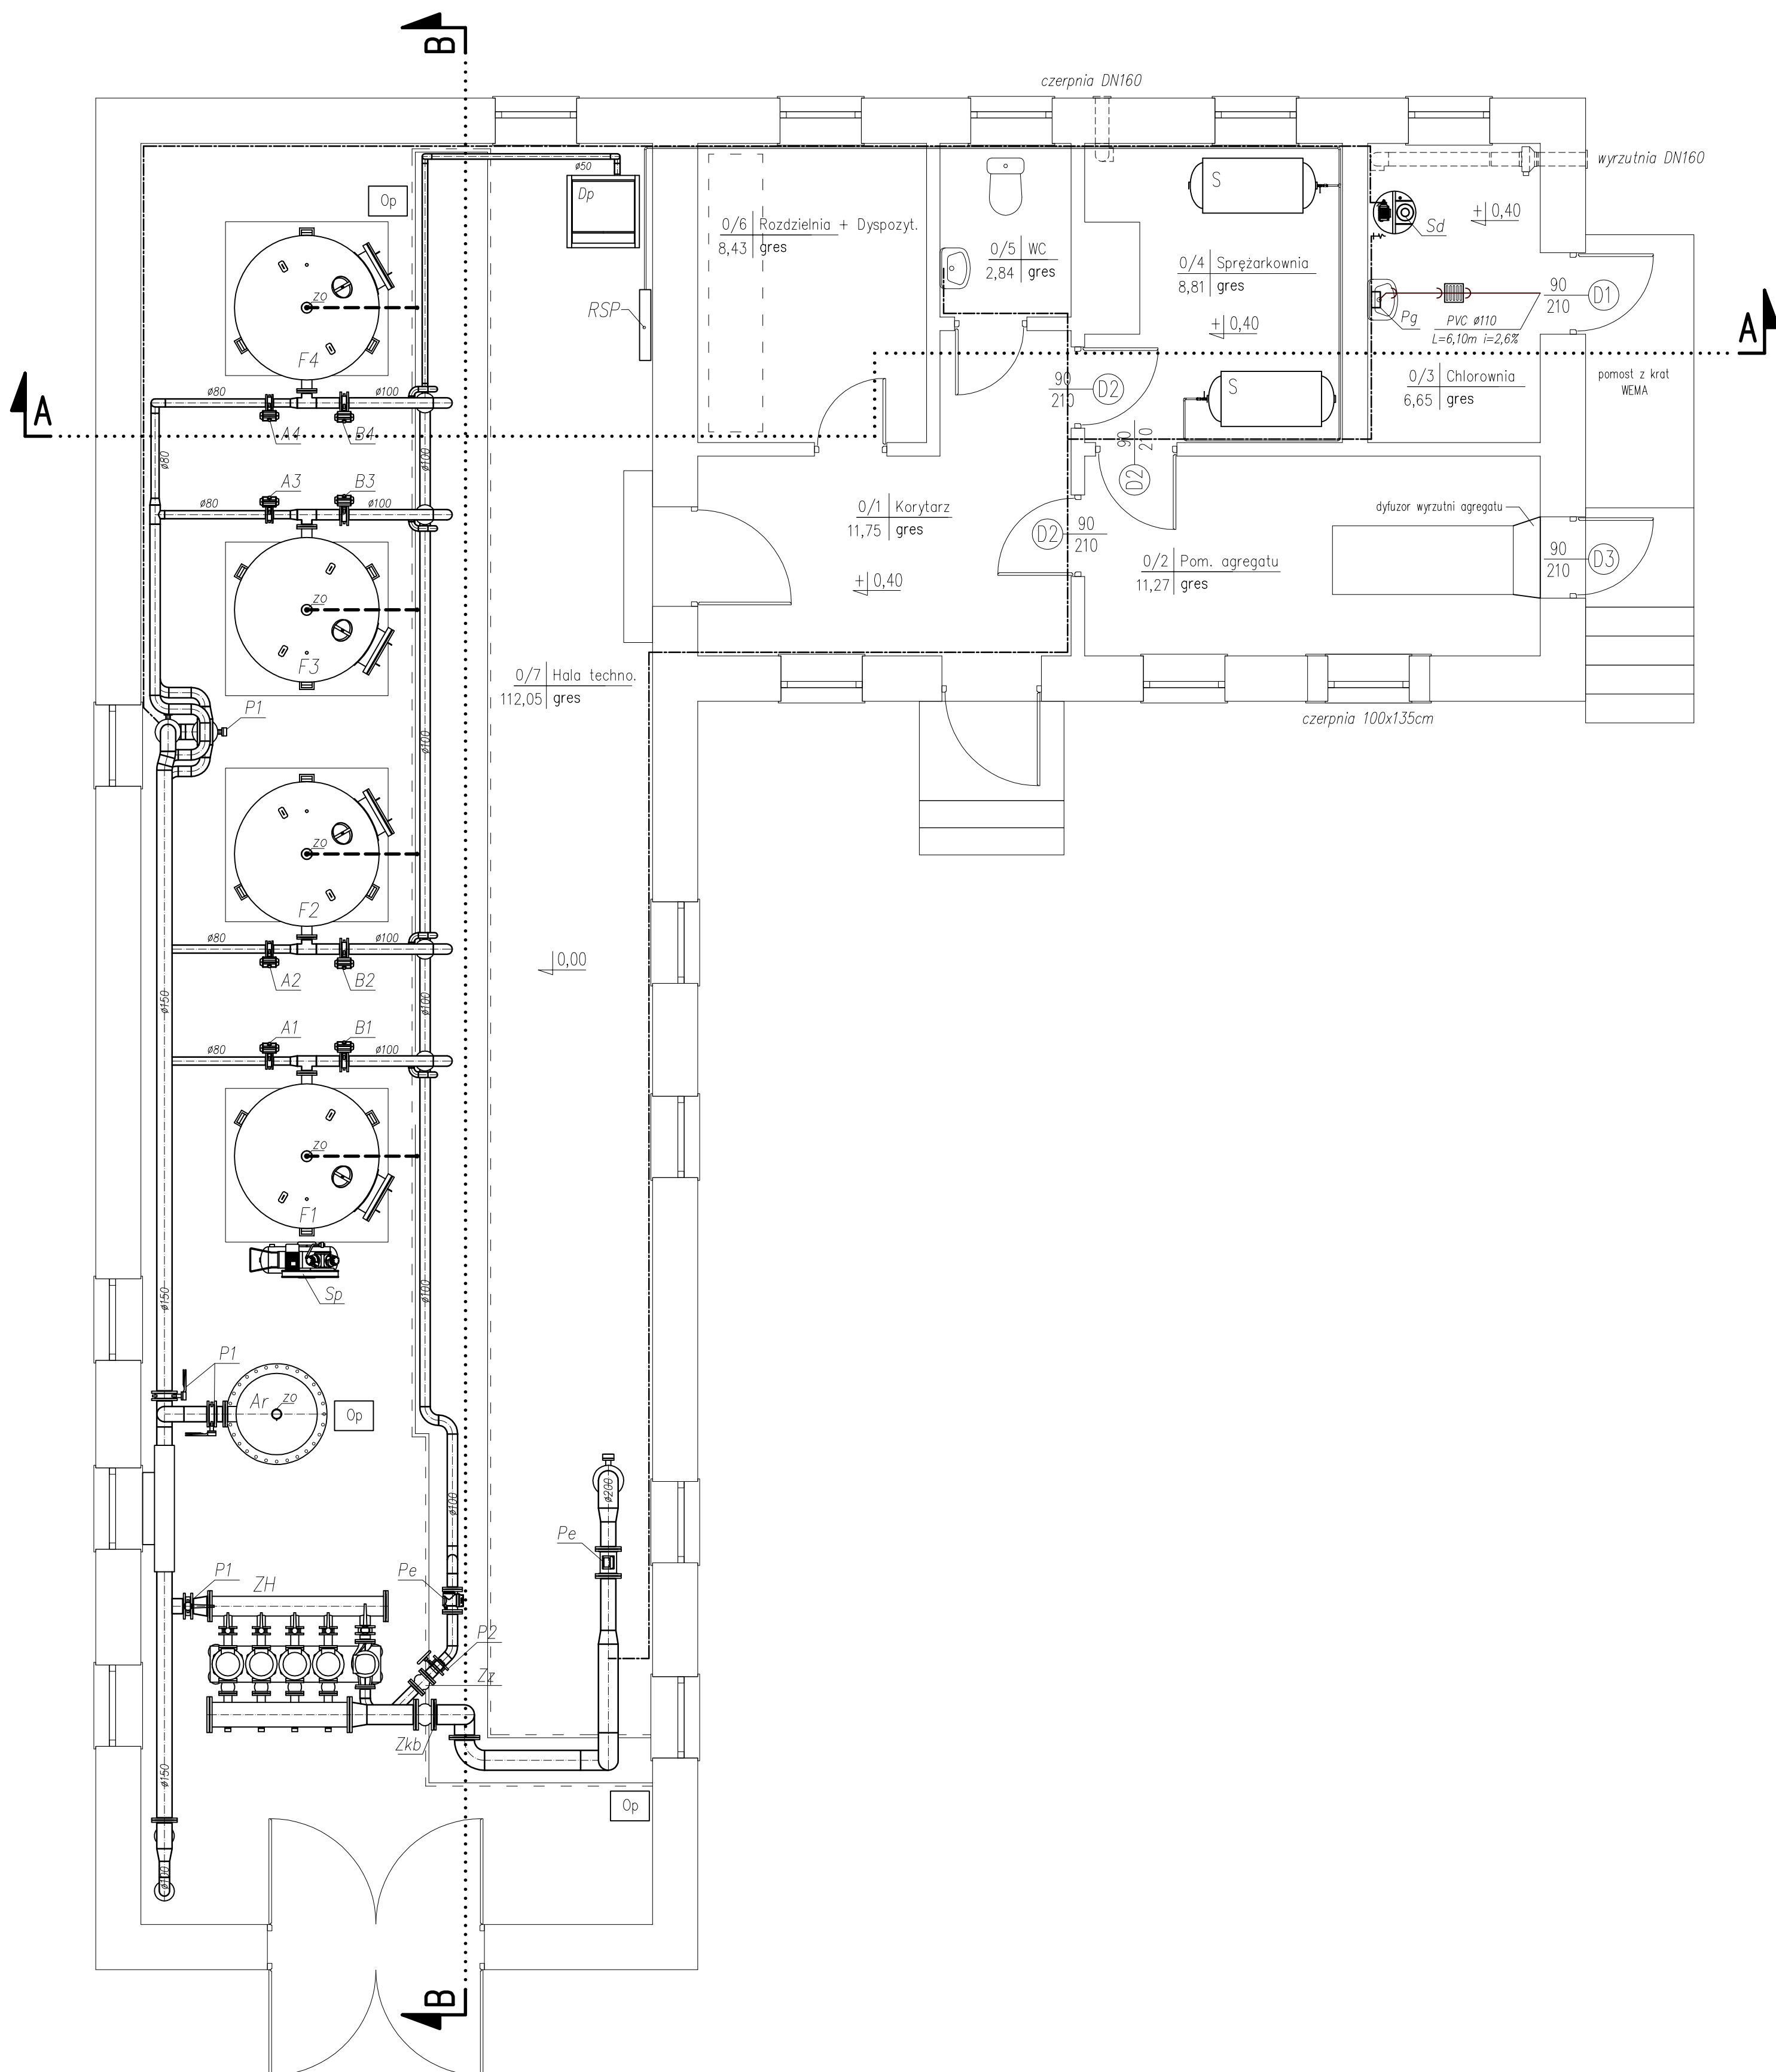 B
czerpnia DN160
wyrzutnia DN160
ø50
Dp
Op
0/6 Rozdzielnia + Dyspozyt.
8,43 gres
0/5 WC
2,84 gres
S
0/4 Sprężarkownia
8,81 gres
+0,40
Sd
+0,40
RSP
Pg
PVC ø110
L=6,10m i=2,6%
90
210
D1
A
zo
F4
ø80
ø100
A4
B4
A
90
210
D2
S
0/3 Chlorownia
6,65 gres
pomost z krat
WEMA
ø80
ø100
90
210
D2
A3
B3
ø80
ø100
0/1 Korytarz
11,75 gres
D2
90
210
dyfuzor wyrzutni agregatu
90
210
D3
0/2 Pom. agregatu
11,27 gres
+0,40
zo
F3
0/7 Hala techno.
112,05 gres
P1
czerpnia 100x135cm
ø100
zo
F2
ø80
ø100
A2
B2
0,00
ø150
ø100
A1
B1
ø80
ø100
zo
F1
Sp
ø150
ø100
P1
Ar
zo
Op
ø200
ø100
Pe
P1
ZH
Pe
P2
Zz
Zkb
ø150
Op
ø100
B